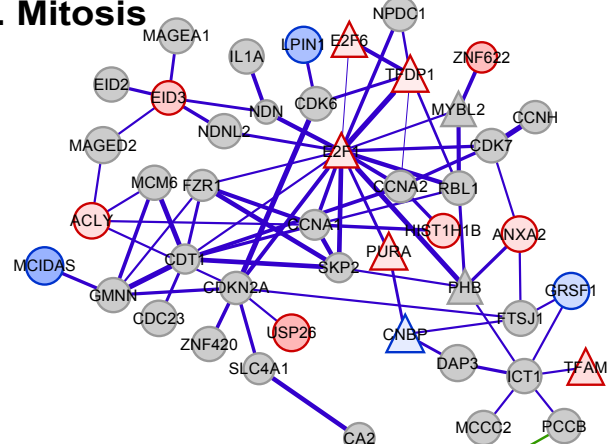 . Mitosis
NPDC1
MAGEA1
E2F6
LPIN1
IL1A
ZNF622
TFDP1
EID2
EID3
CDK6
NDN
MYBL2
CCNH
NDNL2
MAGED2
E2F1
CDK7
MCM6
FZR1
CCNA2
RBL1
ACLY
CCNA1
HIST1H1B
ANXA2
PURA
MCIDAS
CDT1
SKP2
GMNN
CDKN2A
PHB
GRSF1
CDC23
FTSJ1
USP26
CNBP
ZNF420
SLC4A1
DAP3
ICT1
TFAM
MCCC2
PCCB
CA2